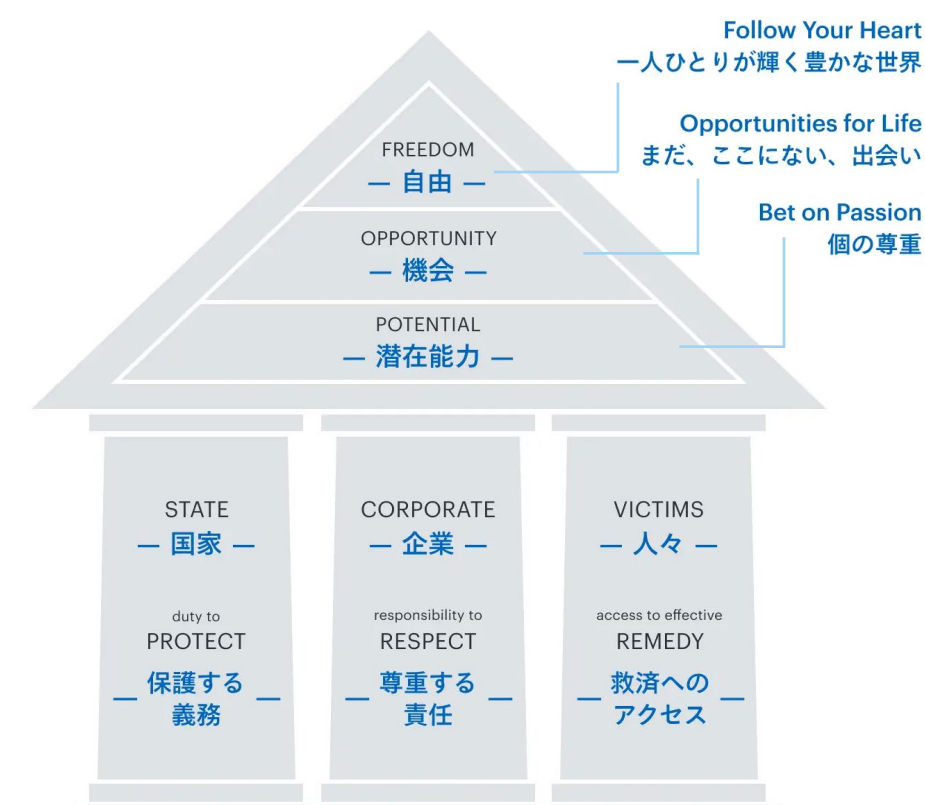 Follow Your Heart
一人ひとりが輝く豊かな世界
Opportunities for Life
まだ、ここにない、出会い
Bet on Passion
個の尊重
FREEDOM
— 自由 —
OPPORTUNITY
— 機会 —
POTENTIAL
— 潜在能力 —
STATE
— 国家 —
duty to
PROTECT
— 保護する
義務 —
CORPORATE
— 企業 —
responsibility to
RESPECT
— 尊重する
責任 —
VICTIMS
— 人々 —
access to effective
REMEDY
— 救済への
アクセス —